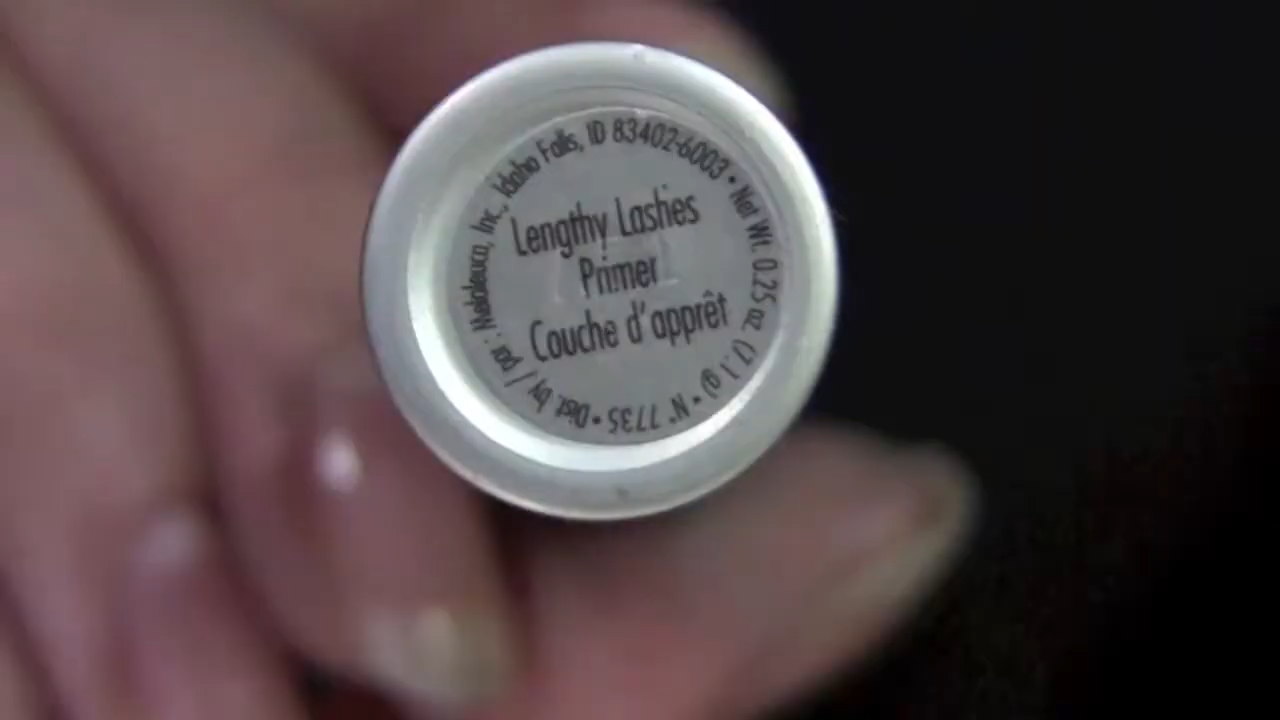 Lengthy Lashes
Primer
Couche d'apprêt
Dist. by / par : Melaleuca, Inc., Idaho Falls, ID 83402-6003 • Net Wt. 0.25 oz. (7.1 g) • N° 7735 •